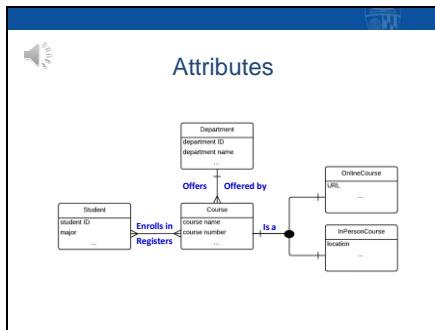 Attributes
Department
department ID
department name
...
Offers
Offered by
OnlineCourse
URL
...
Student
student ID
major
...
Enrolls in
Registers
Course
course name
course number
...
Is a
InPersonCourse
location
...